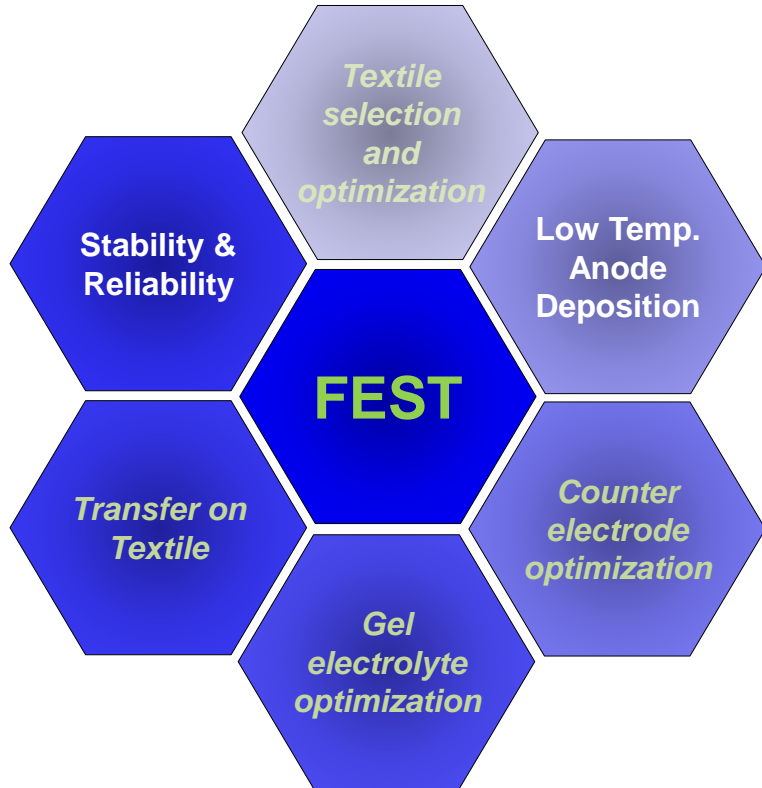 Textile
selection
and
optimization
Stability &
Reliability
Low Temp.
Anode
Deposition
FEST
Transfer on
Textile
Counter
electrode
optimization
Gel
electrolyte
optimization